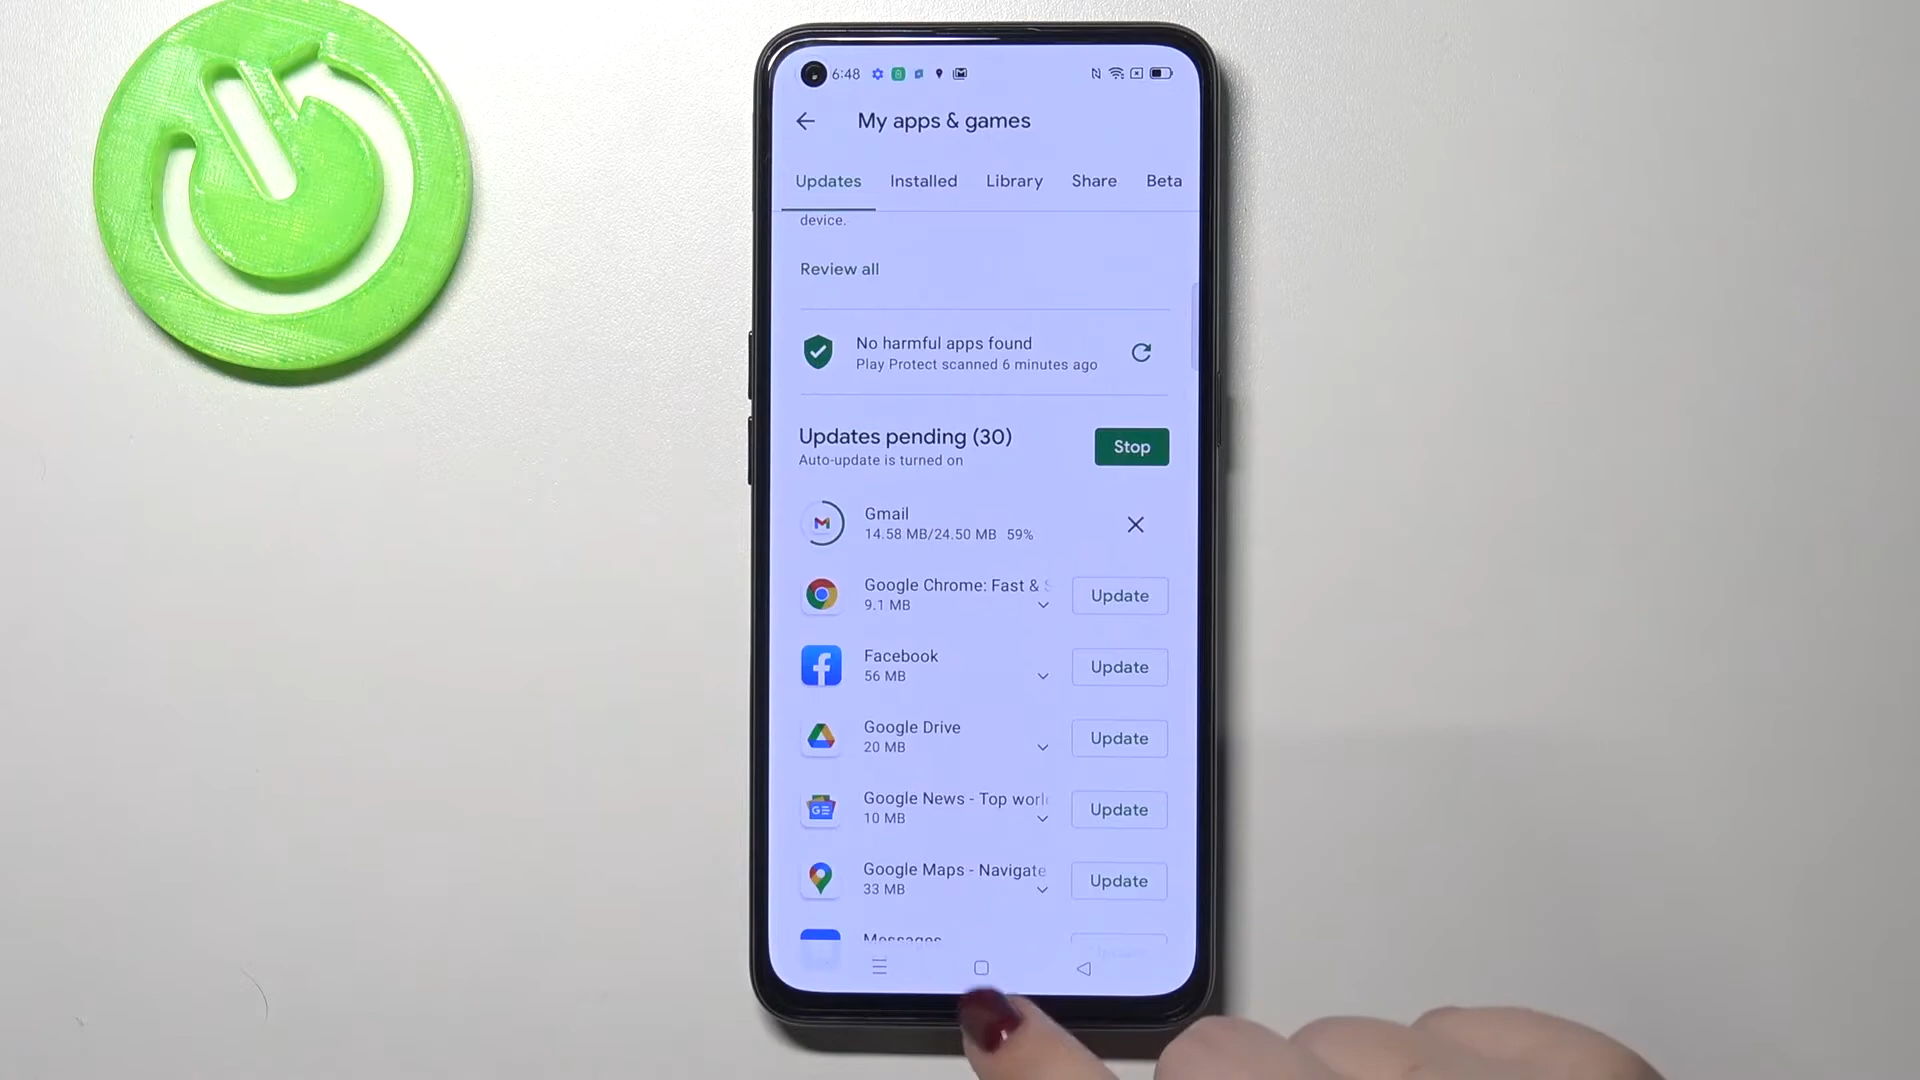 6:48
My apps & games
Updates Installed Library Share Beta
device.
Review all
No harmful apps found
Play Protect scanned 6 minutes ago
Updates pending (30)
Auto-update is turned on
Stop
Gmail
14.58 MB/24.50 MB 59%
Google Chrome: Fast &
9.1 MB
Update
Facebook
56 MB
Update
Google Drive
20 MB
Update
Google News - Top worl
10 MB
Update
Google Maps - Navigate
33 MB
Update
Messages